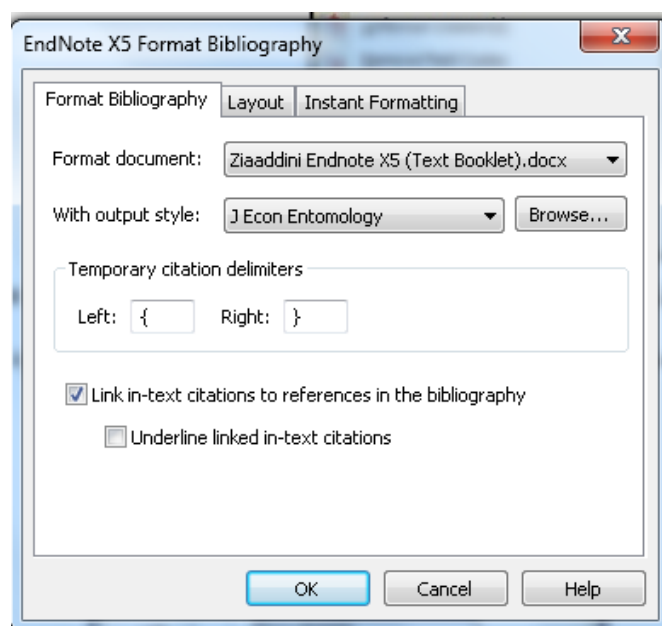 EndNote X5 Format Bibliography
Format Bibliography Layout Instant Formatting
Format document: Ziaaddini Endnote X5 (Text Booklet).docx
With output style: J Econ Entomology Browse...
Temporary citation delimiters
Left: { Right: }
Link in-text citations to references in the bibliography
Underline linked in-text citations
OK Cancel Help